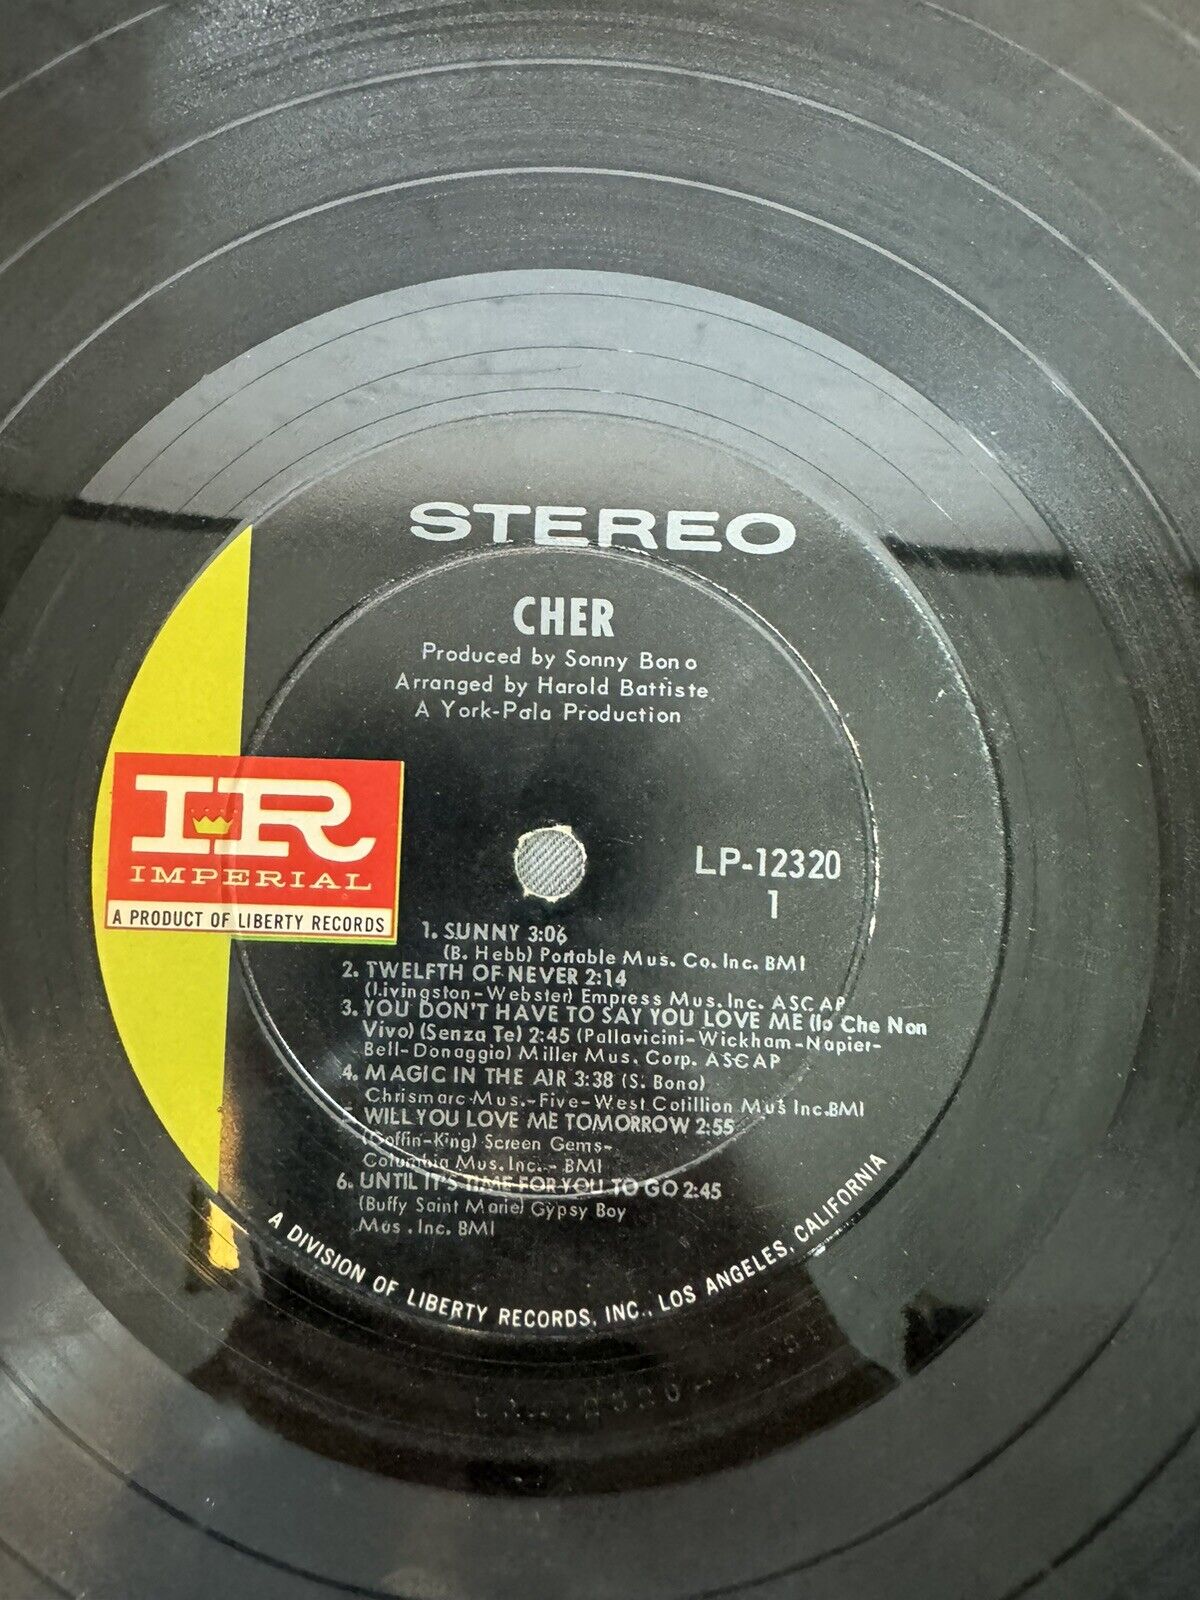 STEREO
CHER
Produced by Sonny Bono
Arranged by Harold Battiste
A York-Pala Production
IR
IMPERIAL
A PRODUCT OF LIBERTY RECORDS
LP-12320
1
1. SUNNY 3:06
(B. Hebb) Portable Mus. Co. Inc. BMI
2. TWELFTH OF NEVER 2:14
(Livingston-Webster) Empress Mus. Inc. ASCAP
3. YOU DON'T HAVE TO SAY YOU LOVE ME (Io Che Non
Vivo) (Senza Te) 2:45 (Pallavicini-Wickham-Napier-
Bell-Donaggio) Miller Mus. Corp. ASCAP
4. MAGIC IN THE AIR 3:38 (S. Bono)
Chrismarc Mus.-Five-West Cotillion Mus Inc. BMI
WILL YOU LOVE ME TOMORROW 2:55
(Goffin-King) Screen Gems-
Columbia Mus. Inc.- BMI
6. UNTIL IT'S TIME FOR YOU TO GO 2:45
(Buffy Saint Marie) Gypsy Boy
Mus. Inc. BMI
A DIVISION OF LIBERTY RECORDS, INC., LOS ANGELES, CALIFORNIA